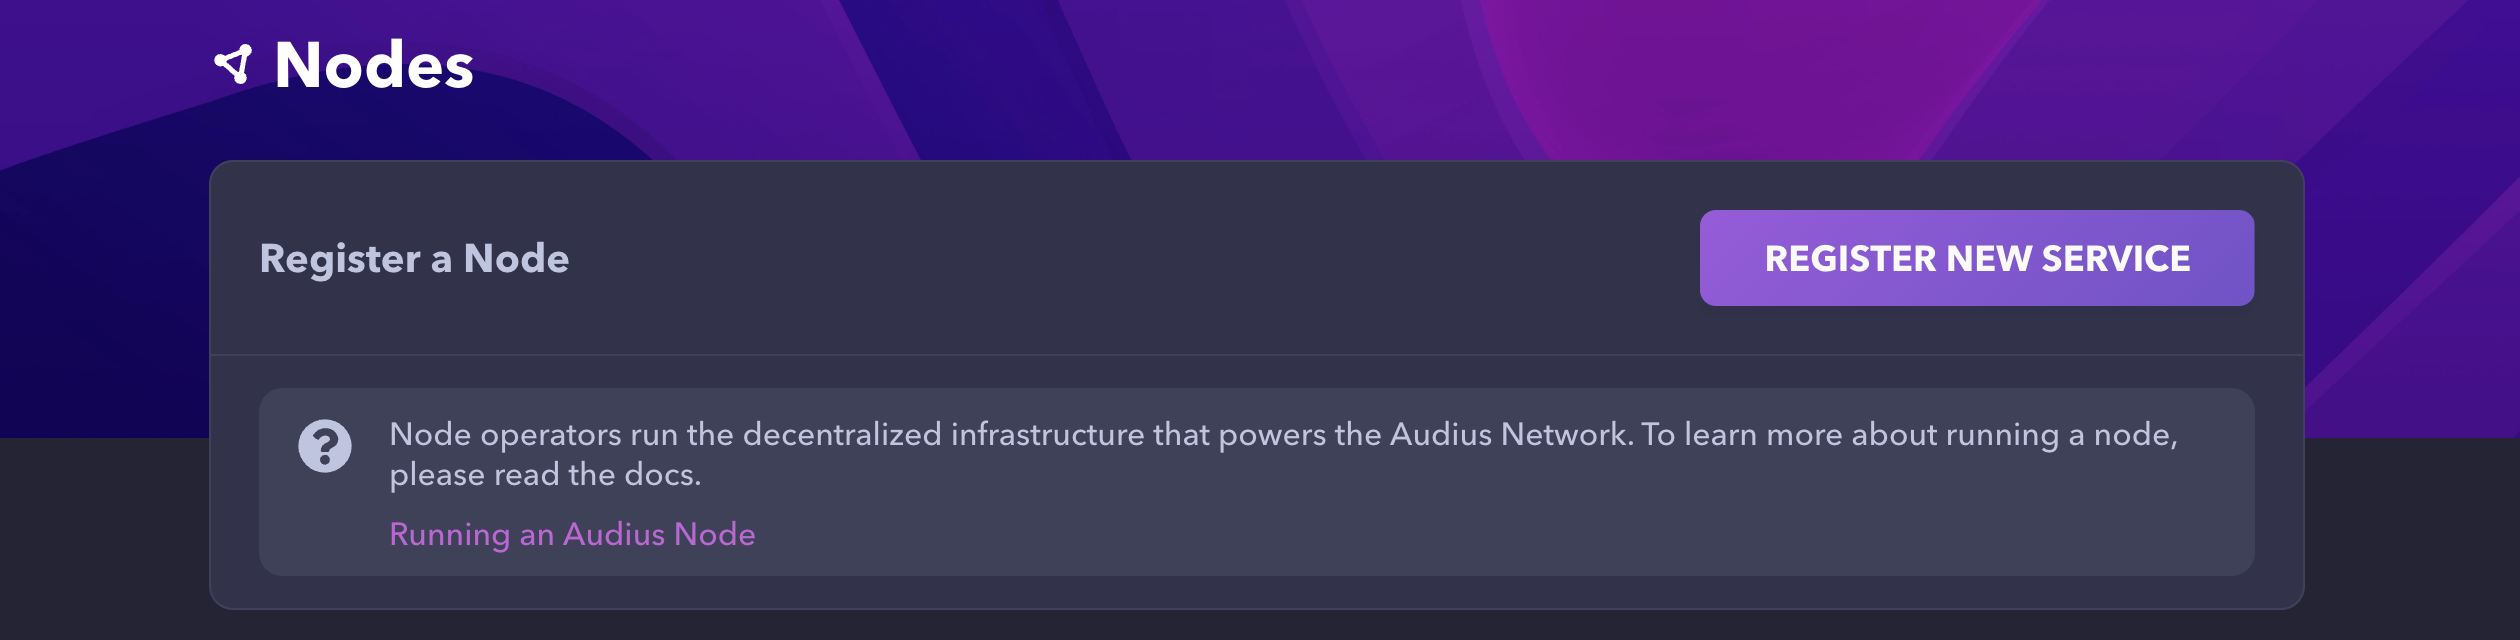 Nodes
Register a Node
REGISTER NEW SERVICE
Node operators run the decentralized infrastructure that powers the Audius Network. To learn more about running a node,
please read the docs.
Running an Audius Node